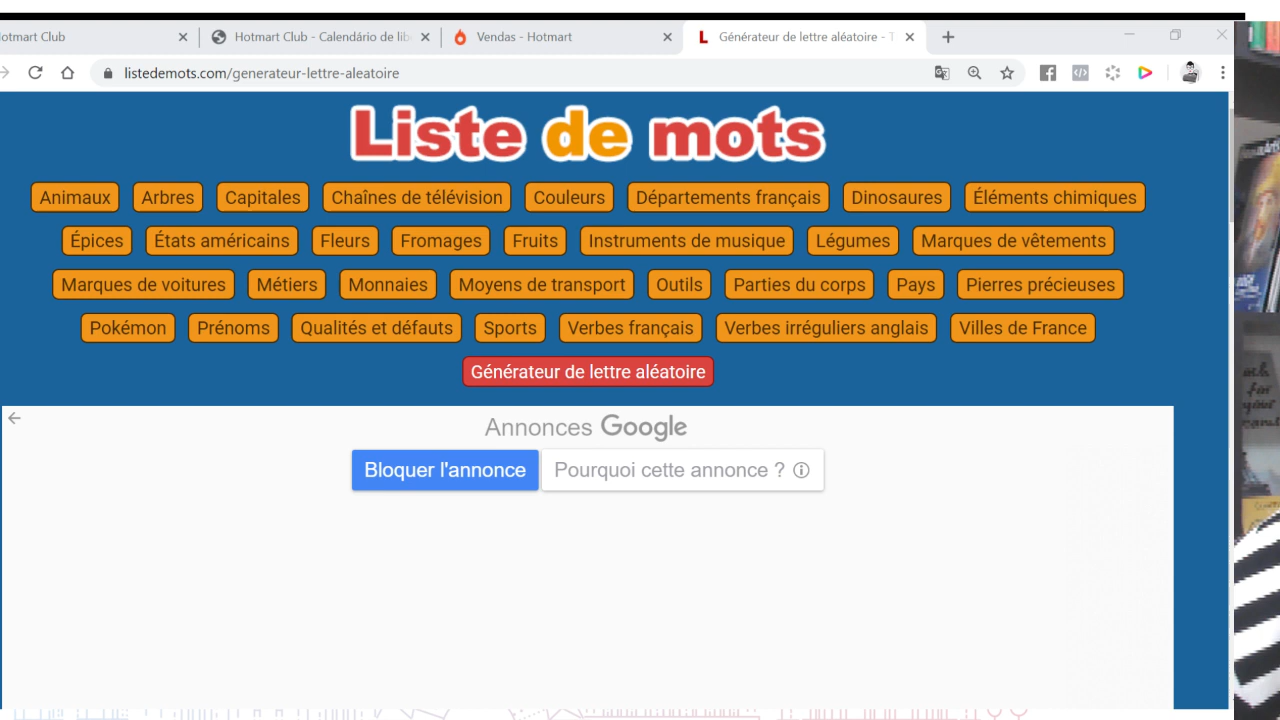 otmart Club
Hotmart Club - Calendário de lib
Vendas - Hotmart
L Générateur de lettre aléatoire - T
listedemots.com/generateur-lettre-aleatoire
Liste de mots
Animaux Arbres Capitales Chaînes de télévision Couleurs Départements français Dinosaures Éléments chimiques
Épices États américains Fleurs Fromages Fruits Instruments de musique Légumes Marques de vêtements
Marques de voitures Métiers Monnaies Moyens de transport Outils Parties du corps Pays Pierres précieuses
Pokémon Prénoms Qualités et défauts Sports Verbes français Verbes irréguliers anglais Villes de France
Générateur de lettre aléatoire
Annonces Google
Bloquer l'annonce Pourquoi cette annonce ?